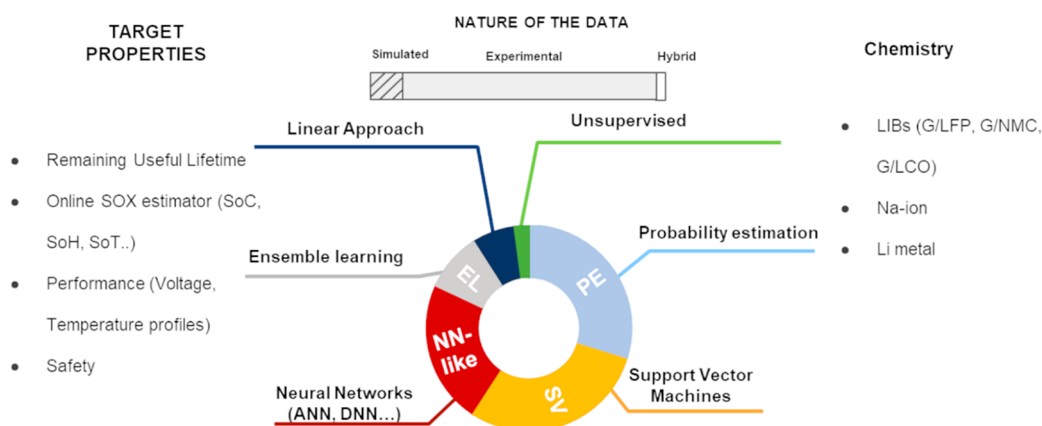 TARGET
PROPERTIES
NATURE OF THE DATA
Simulated
Experimental
Hybrid
Chemistry
Linear Approach
Unsupervised
● Remaining Useful Lifetime
● Online SOX estimator (SoC,
SoH, SoT..)
● Performance (Voltage,
Temperature profiles)
● Safety
● LIBs (G/LFP, G/NMC,
G/LCO)
● Na-ion
● Li metal
Ensemble learning
Probability estimation
EL
PE
NN-
like
SV
Neural Networks
(ANN, DNN...)
Support Vector
Machines